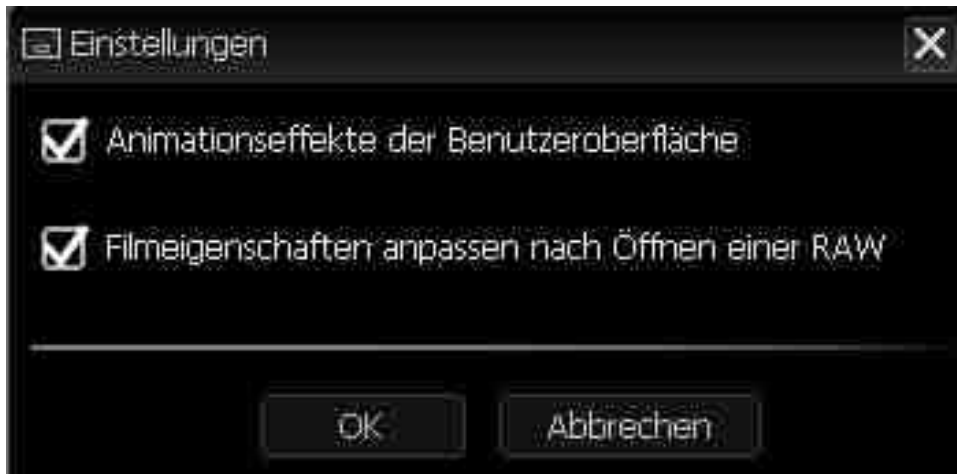 Einstellungen
Animationseffekte der Benutzeroberfläche
Filmeigenschaften anpassen nach Öffnen einer RAW
OK
Abbrechen